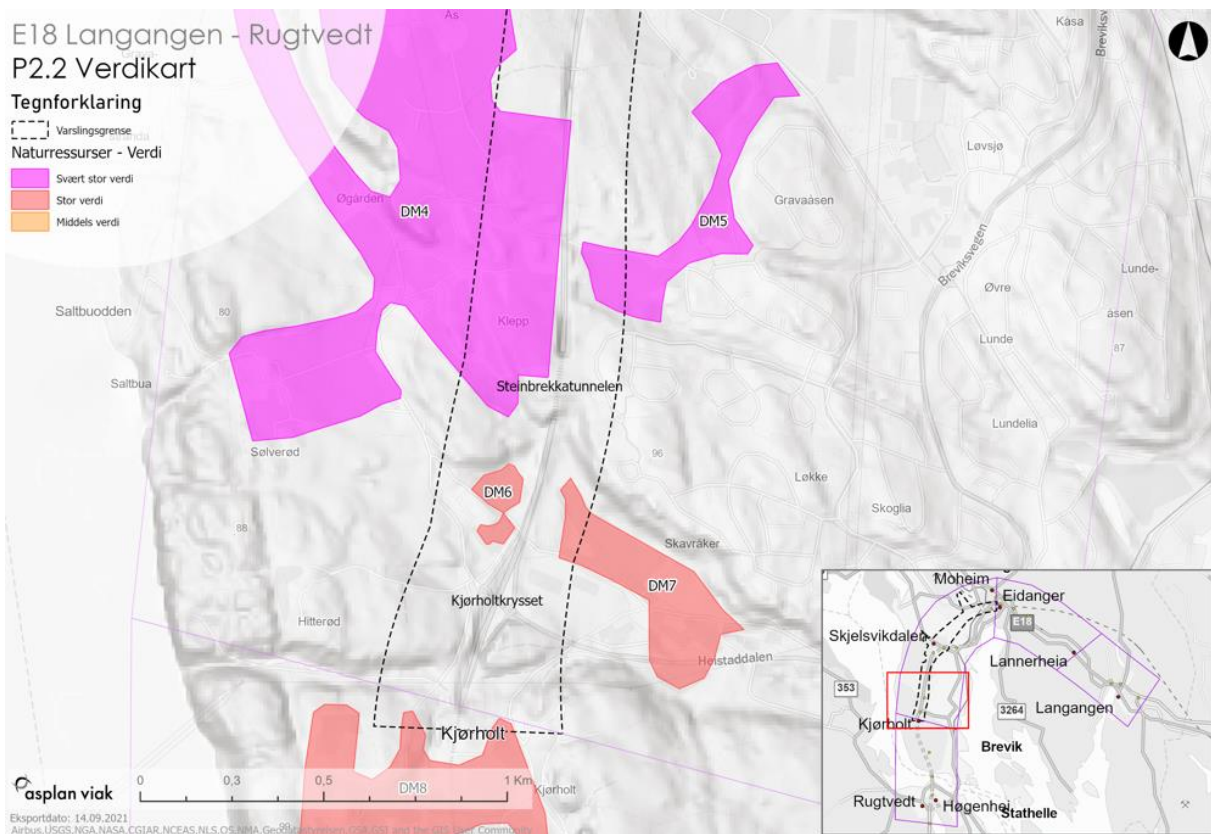 E18 Langangen - Rugtvedt
P2.2 Verdikart
Tegnforklaring
Varslingsgrense
Naturressurser - Verdi
Svært stor verdi
Stor verdi
Middels verdi
Ås
Kåsa
Breviksv
Løvsjø
Øgården
DM4
DM5
Gravaåsen
Breviksvegen
Saltbuodden
80
Klepp
Øvre
Lunde-
Lunde
åsen
87
Saltbua
Steinbrekkatunnelen
Sølverød
Lundelia
96
Løkke
DM6
Skoglia
88
Skavråker
DM7
Kjørholtkrysset
Hitterød
Heistaddalen
Kjørholt
DM8
Kjørholt
asplan viak
0
0,3
0,5
1 Km
Eksportdato: 14.09.2021
Moheim
Eidanger
E18
Skjelsvikdalen
Lannerheia
353
3264
Langangen
Kjørholt
Brevik
Rugtvedt
Høgenhei
Stathelle